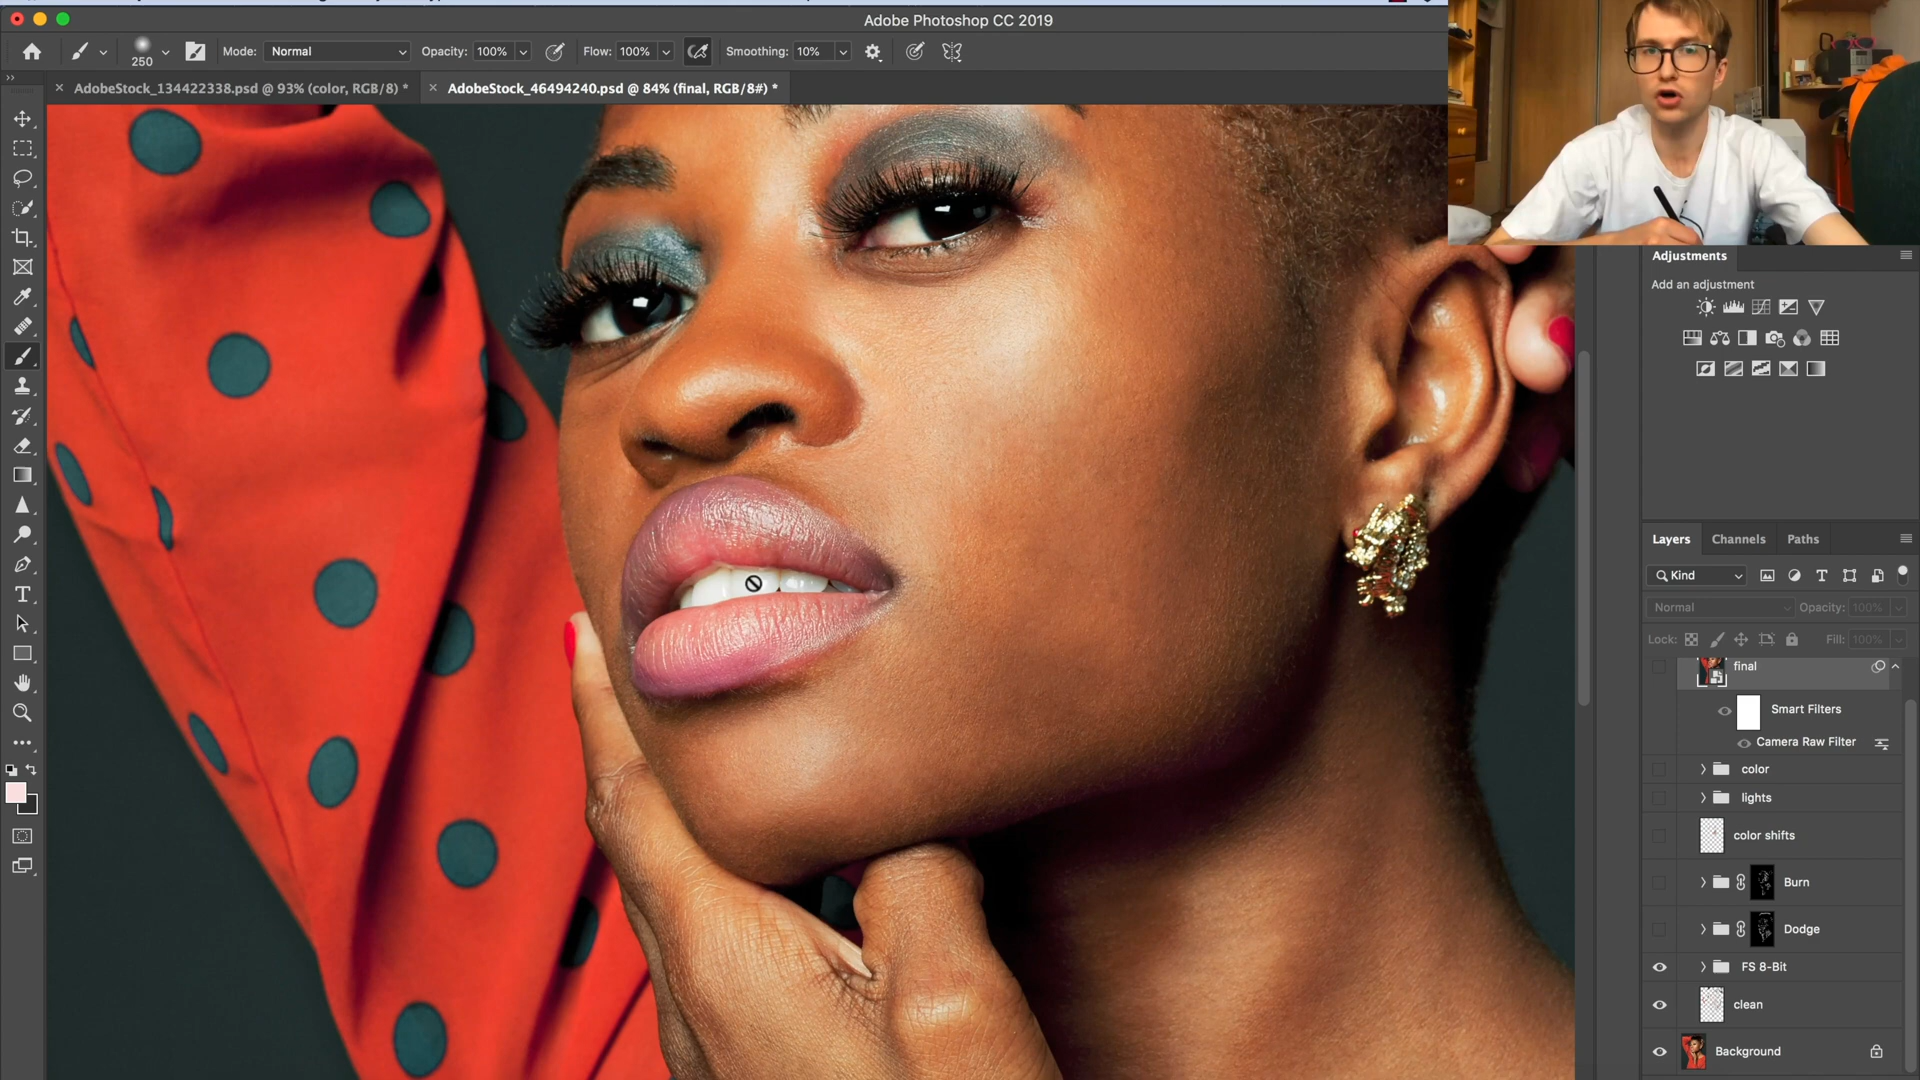 Adobe Photoshop CC 2019
250
Mode: Normal
Opacity: 100%
Flow: 100%
Smoothing: 10%
AdobeStock_134422338.psd @ 93% (color, RGB/8) *
AdobeStock_46494240.psd @ 84% (final, RGB/8#) *
Adjustments
Add an adjustment
Layers Channels Paths
Kind
Normal Opacity: 100%
Lock: Fill: 100%
final
Smart Filters
Camera Raw Filter
color
lights
color shifts
Burn
Dodge
FS 8-Bit
clean
Background